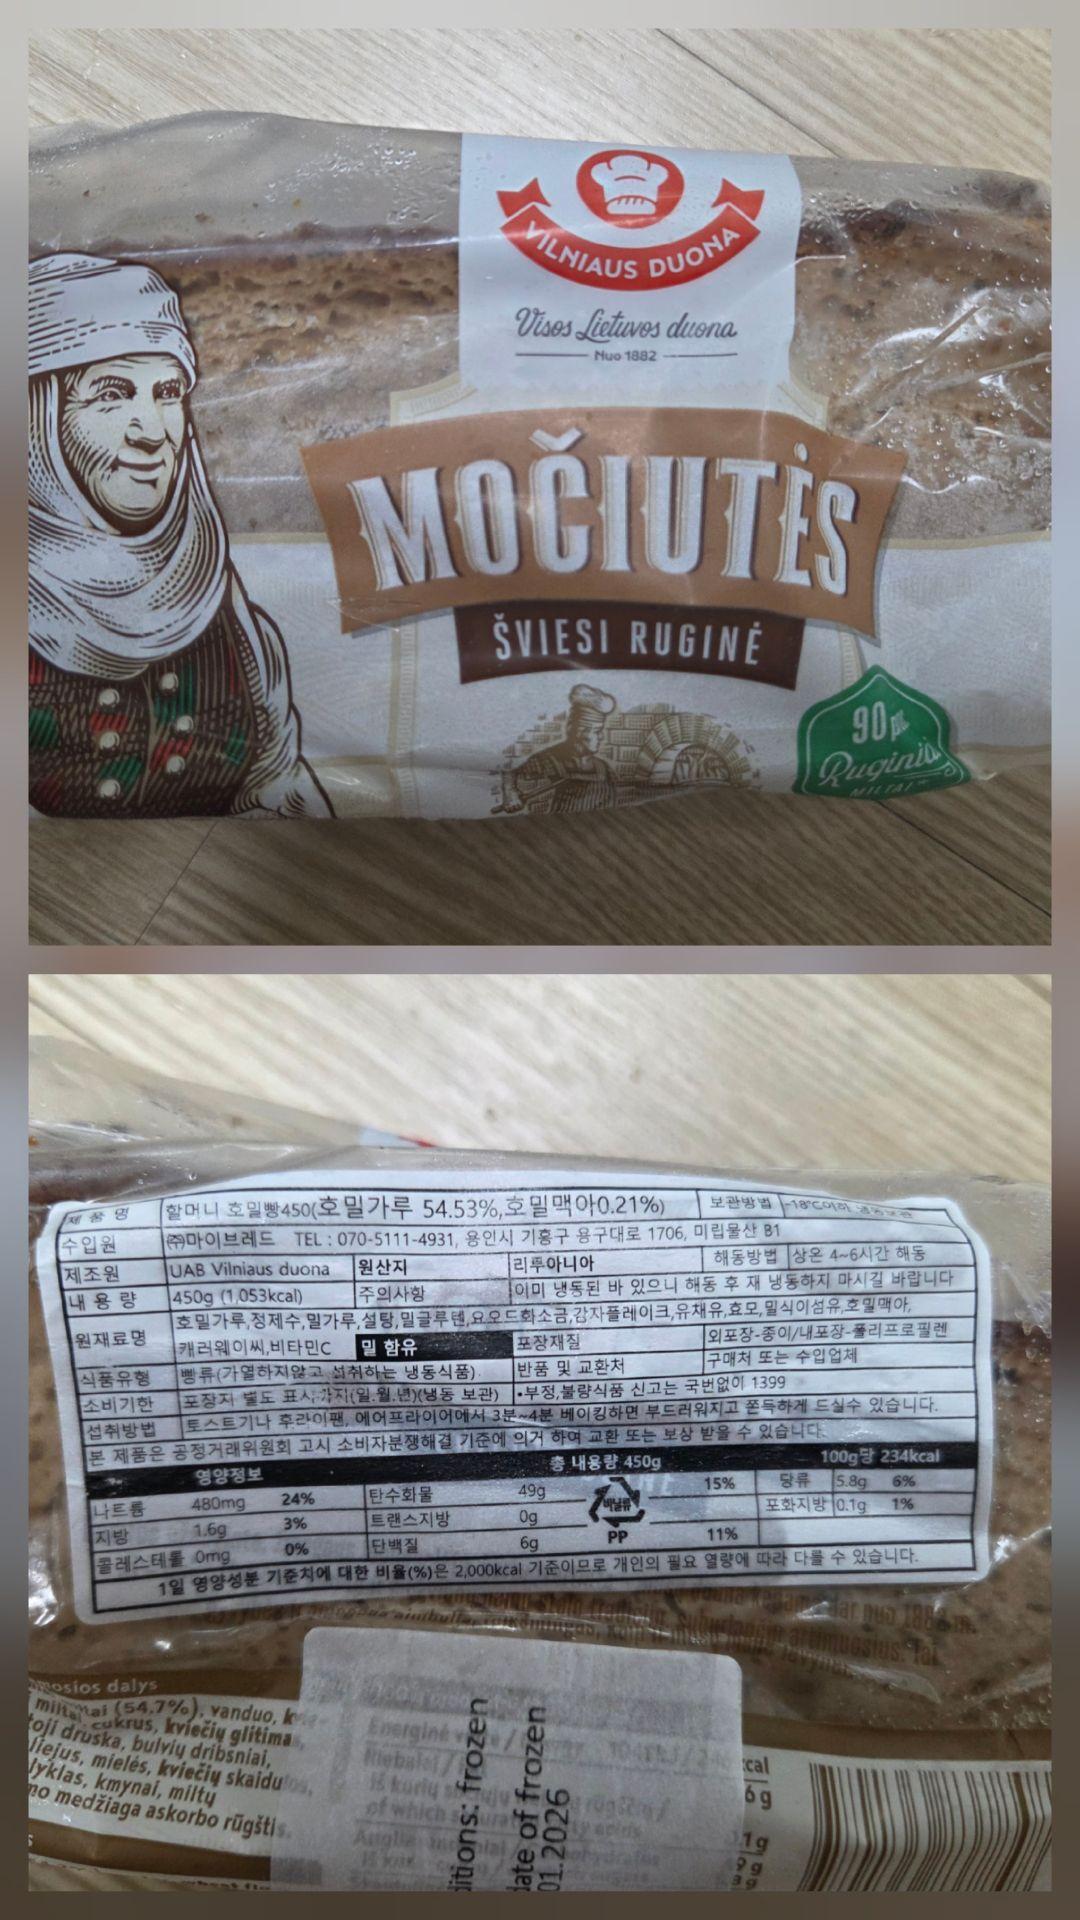 VILNIAUS DUONA
Visos Lietuvos duona
Nuo 1882
MOČIUTĖS
ŠVIESI RUGINĖ
90
Ruginiai
MILTAI
제 품 명 할머니 호밀빵450(호밀가루 54.53%,호밀맥아0.21%) 보관방법 -18℃이하 냉동보관
수입원 ㈜마이브레드 TEL : 070-5111-4931, 용인시 기흥구 용구대로 1706, 미립물산 B1
제조원 UAB Vilniaus duona 원산지 리투아니아 해동방법 상온 4~6시간 해동
내 용 량 450g (1,053kcal) 주의사항 이미 냉동된 바 있으니 해동 후 재 냉동하지 마시길 바랍니다
원재료명 호밀가루,정제수,밀가루,설탕,밀글루텐,요오드화소금,감자플레이크,유채유,효모,밀식이섬유,호밀맥아,
캐러웨이씨,비타민C 밀 함유 포장재질 외포장-종이/내포장-폴리프로필렌
식품유형 빵류(가열하지않고 섭취하는 냉동식품). 반품 및 교환처 구매처 또는 수입업체
소비기한 포장지 별도 표시까지(일.월.년)(냉동 보관) •부정,불량식품 신고는 국번없이 1399
섭취방법 토스트기나 후라이팬, 에어프라이어에서 3분~4분 베이킹하면 부드러워지고 쫀득하게 드실수 있습니다.
본 제품은 공정거래위원회 고시 소비자분쟁해결 기준에 의거 하여 교환 또는 보상 받을 수 있습니다.
영양정보 총 내용량 450g 100g당 234kcal
나트륨 480mg 24% 탄수화물 49g 15% 당류 5.8g 6%
지방 1.6g 3% 트랜스지방 0g 포화지방 0.1g 1%
콜레스테롤 0mg 0% 단백질 6g 11%
비닐류
PP
1일 영양성분 기준치에 대한 비율(%)은 2,000kcal 기준이므로 개인의 필요 열량에 따라 다를 수 있습니다.
dalys
(54.7%), vanduo,
cukrus, kviečių glitimas
druska, bulvių dribsniai,
mielės, kviečių skaidulos,
kmynai, miltų
medžiaga askorbo rūgštis.
Energinė
of which
kcal
6 g
1 g
9 g
frozen
date of frozen
01.2026